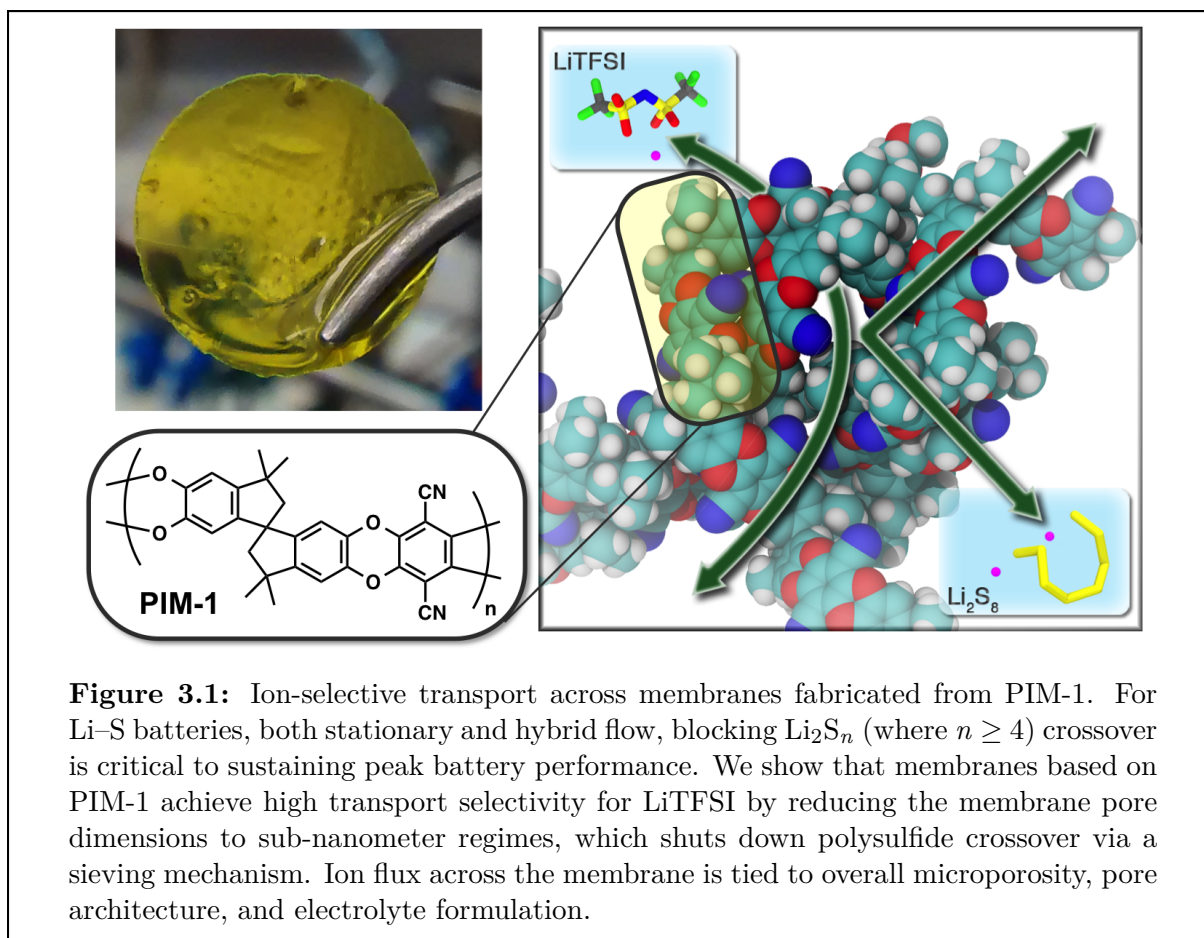 LiTFSI
O
O
CN
O
O
CN
n
PIM-1
Li₂S₈
Figure 3.1: Ion-selective transport across membranes fabricated from PIM-1. For
Li–S batteries, both stationary and hybrid flow, blocking Li₂Sₙ (where n ≥ 4) crossover
is critical to sustaining peak battery performance. We show that membranes based on
PIM-1 achieve high transport selectivity for LiTFSI by reducing the membrane pore
dimensions to sub-nanometer regimes, which shuts down polysulfide crossover via a
sieving mechanism. Ion flux across the membrane is tied to overall microporosity, pore
architecture, and electrolyte formulation.